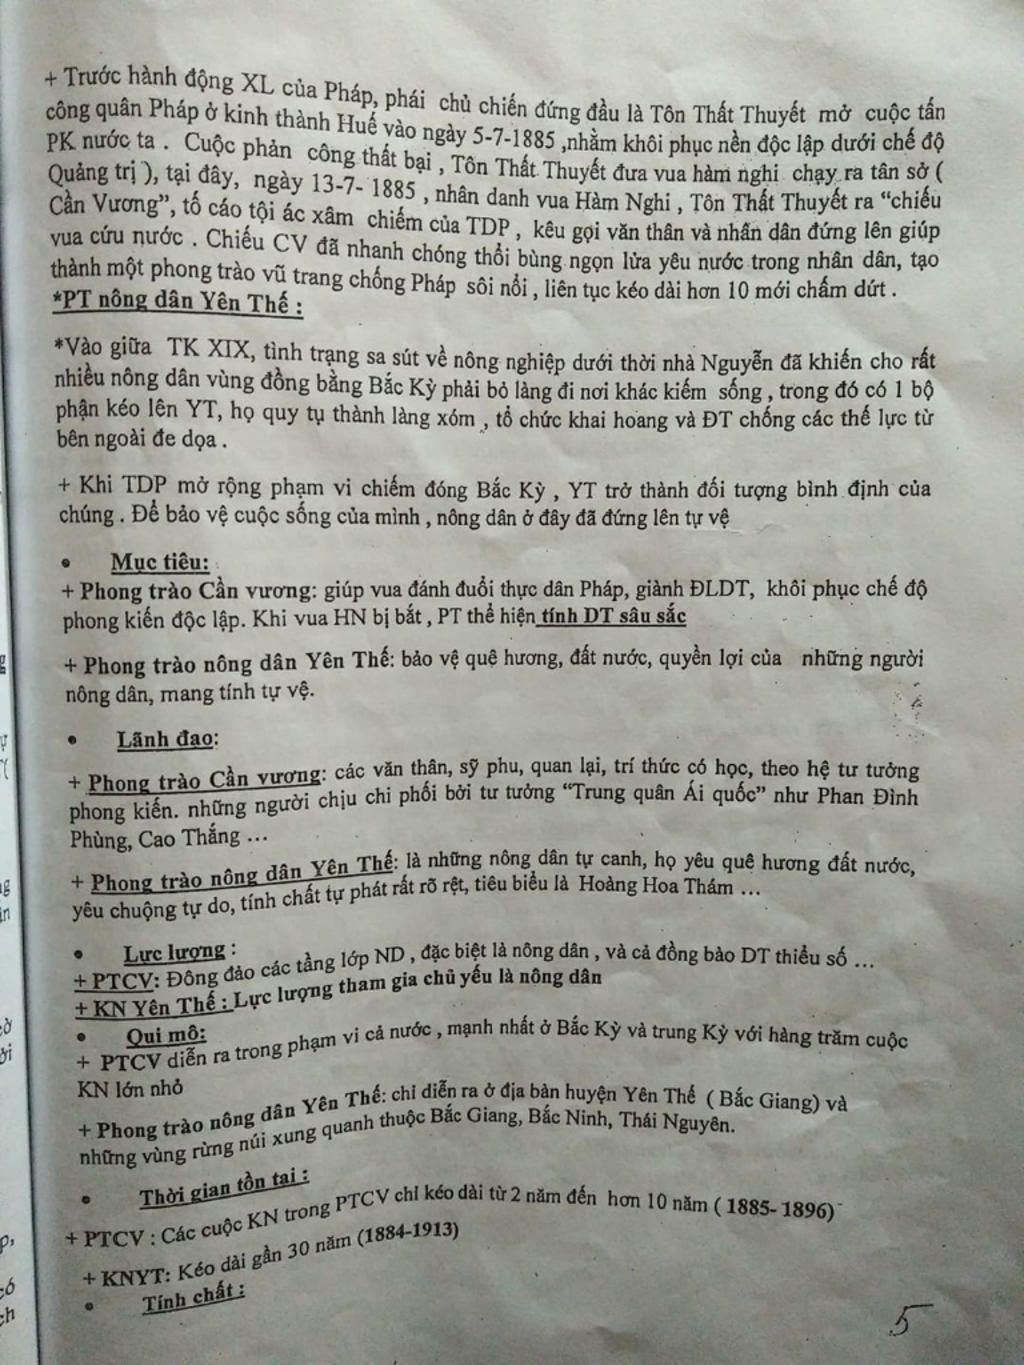 + Trước hành động XL của Pháp, phái chủ chiến đứng đầu là Tôn Thất Thuyết mở cuộc tấn
công quân Pháp ở kinh thành Huế vào ngày 5-7-1885 ,nhằm khôi phục nền độc lập dưới chế độ
PK nước ta . Cuộc phản công thất bại , Tôn Thất Thuyết đưa vua hàm nghi chạy ra tân sở (
Quảng trị ), tại đây, ngày 13-7- 1885 , nhân danh vua Hàm Nghi , Tôn Thất Thuyết ra “chiếu
Cần Vương”, tố cáo tội ác xâm chiếm của TDP , kêu gọi văn thân và nhân dân đứng lên giúp
vua cứu nước . Chiếu CV đã nhanh chóng thổi bùng ngọn lửa yêu nước trong nhân dân, tạo
thành một phong trào vũ trang chống Pháp sôi nổi , liên tục kéo dài hơn 10 mới chấm dứt .
*PT nông dân Yên Thế :
*Vào giữa TK XIX, tình trạng sa sút về nông nghiệp dưới thời nhà Nguyễn đã khiến cho rất
nhiều nông dân vùng đồng bằng Bắc Kỳ phải bỏ làng đi nơi khác kiếm sống , trong đó có 1 bộ
phận kéo lên YT, họ quy tụ thành làng xóm , tổ chức khai hoang và ĐT chống các thế lực từ
bên ngoài đe dọa .
+ Khi TDP mở rộng phạm vi chiếm đóng Bắc Kỳ , YT trở thành đối tượng bình định của
chúng . Để bảo vệ cuộc sống của mình , nông dân ở đây đã đứng lên tự vệ
• Mục tiêu:
+ Phong trào Cần vương: giúp vua đánh đuổi thực dân Pháp, giành ĐLDT, khôi phục chế độ
phong kiến độc lập. Khi vua HN bị bắt , PT thể hiện tính DT sâu sắc
+ Phong trào nông dân Yên Thế: bảo vệ quê hương, đất nước, quyền lợi của những người
nông dân, mang tính tự vệ.
• Lãnh đạo:
+ Phong trào Cần vương: các văn thân, sỹ phu, quan lại, trí thức có học, theo hệ tư tưởng
phong kiến. những người chịu chi phối bởi tư tưởng “Trung quân Ái quốc” như Phan Đình
Phùng, Cao Thắng ...
+ Phong trào nông dân Yên Thế: là những nông dân tự canh, họ yêu quê hương đất nước,
yêu chuộng tự do, tính chất tự phát rất rõ rệt, tiêu biểu là Hoàng Hoa Thám ...
• Lực lượng :
+ PTCV: Đông đảo các tầng lớp ND , đặc biệt là nông dân , và cả đồng bào DT thiểu số ...
+ KN Yên Thế : Lực lượng tham gia chủ yếu là nông dân
• Qui mô:
+ PTCV diễn ra trong phạm vi cả nước , mạnh nhất ở Bắc Kỳ và trung Kỳ với hàng trăm cuộc
KN lớn nhỏ
+ Phong trào nông dân Yên Thế: chỉ diễn ra ở địa bàn huyện Yên Thế ( Bắc Giang) và
những vùng rừng núi xung quanh thuộc Bắc Giang, Bắc Ninh, Thái Nguyên.
• Thời gian tồn tại :
+ PTCV : Các cuộc KN trong PTCV chỉ kéo dài từ 2 năm đến hơn 10 năm ( 1885- 1896)
+ KNYT: Kéo dài gần 30 năm (1884-1913)
• Tính chất :
5